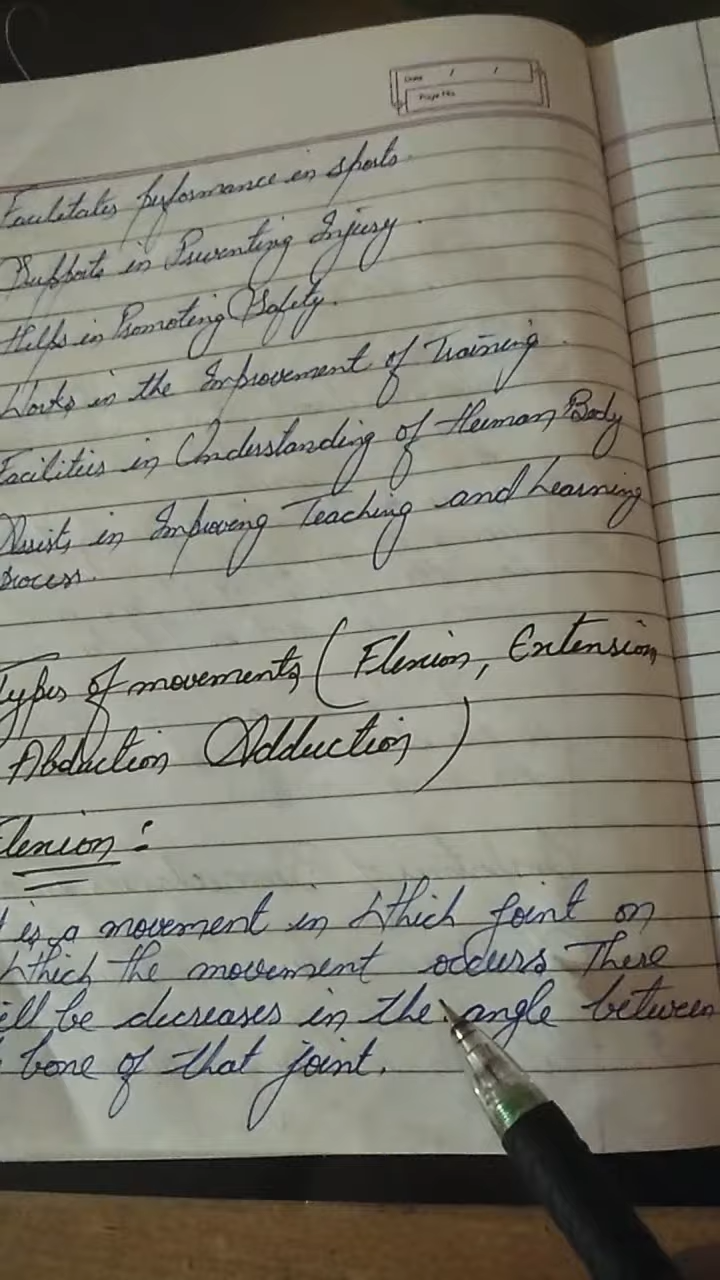 Date / /
Page No.
Facilitates performance in sports.
Supports in Preventing Injury.
Helps in Promoting Safety.
Works in the Improvement of Training.
Facilities in Understanding of Human Body
Assists in Improving Teaching and Learning
process.
Types of movements (Flexion, Extension
Abduction Adduction)
Flexion:
is a movement in which joint on
which the movement occurs There
will be decreases in the angle between
bone of that joint.